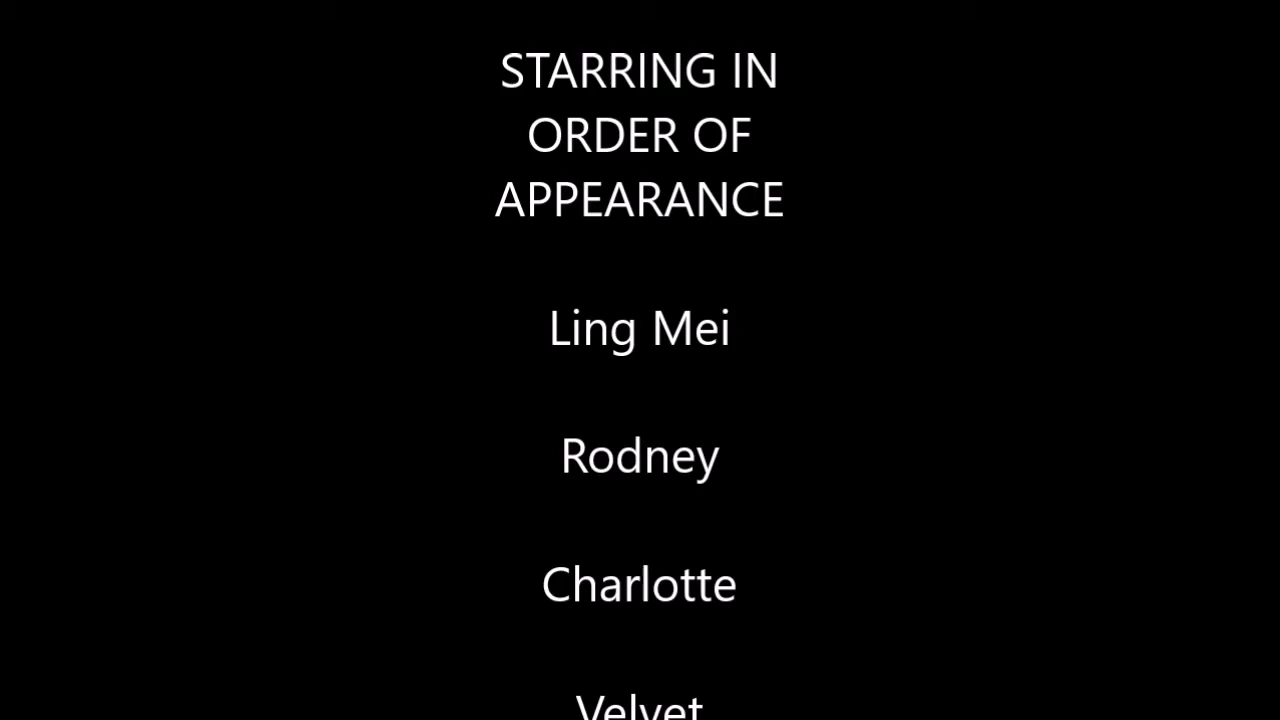 STARRING IN
ORDER OF
APPEARANCE
Ling Mei
Rodney
Charlotte
Velvet